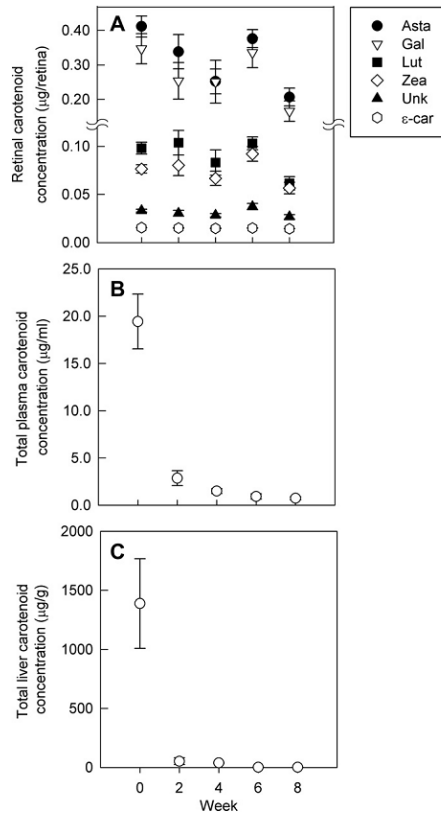 A
Retinal carotenoid
concentration (µg/retina)
0.40
0.30
0.20
0.10
0.05
0.00
Asta
Gal
Lut
Zea
Unk
ε-car
B
Total plasma carotenoid
concentration (µg/ml)
25.0
20.0
15.0
10.0
5.0
0.0
C
Total liver carotenoid
concentration (µg/g)
2000
1500
1000
500
0
0 2 4 6 8
Week